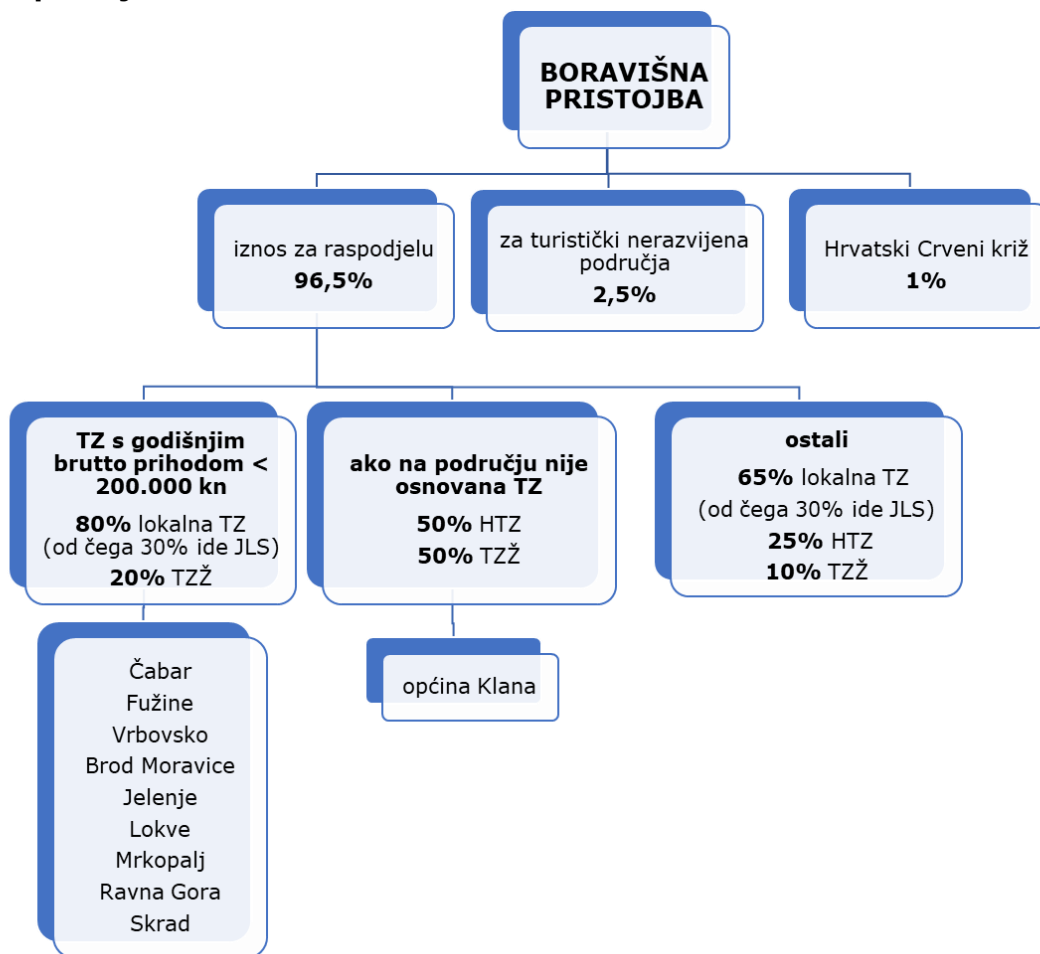 BORAVIŠNA
PRISTOJBA
iznos za raspodjelu
96,5%
za turistički nerazvijena
područja
2,5%
Hrvatski Crveni križ
1%
TZ s godišnjim
brutto prihodom <
200.000 kn
80% lokalna TZ
(od čega 30% ide JLS)
20% TZŽ
ako na području nije
osnovana TZ
50% HTZ
50% TZŽ
ostali
65% lokalna TZ
(od čega 30% ide JLS)
25% HTZ
10% TZŽ
Čabar
Fužine
Vrbovsko
Brod Moravice
Jelenje
Lokve
Mrkopalj
Ravna Gora
Skrad
općina Klana